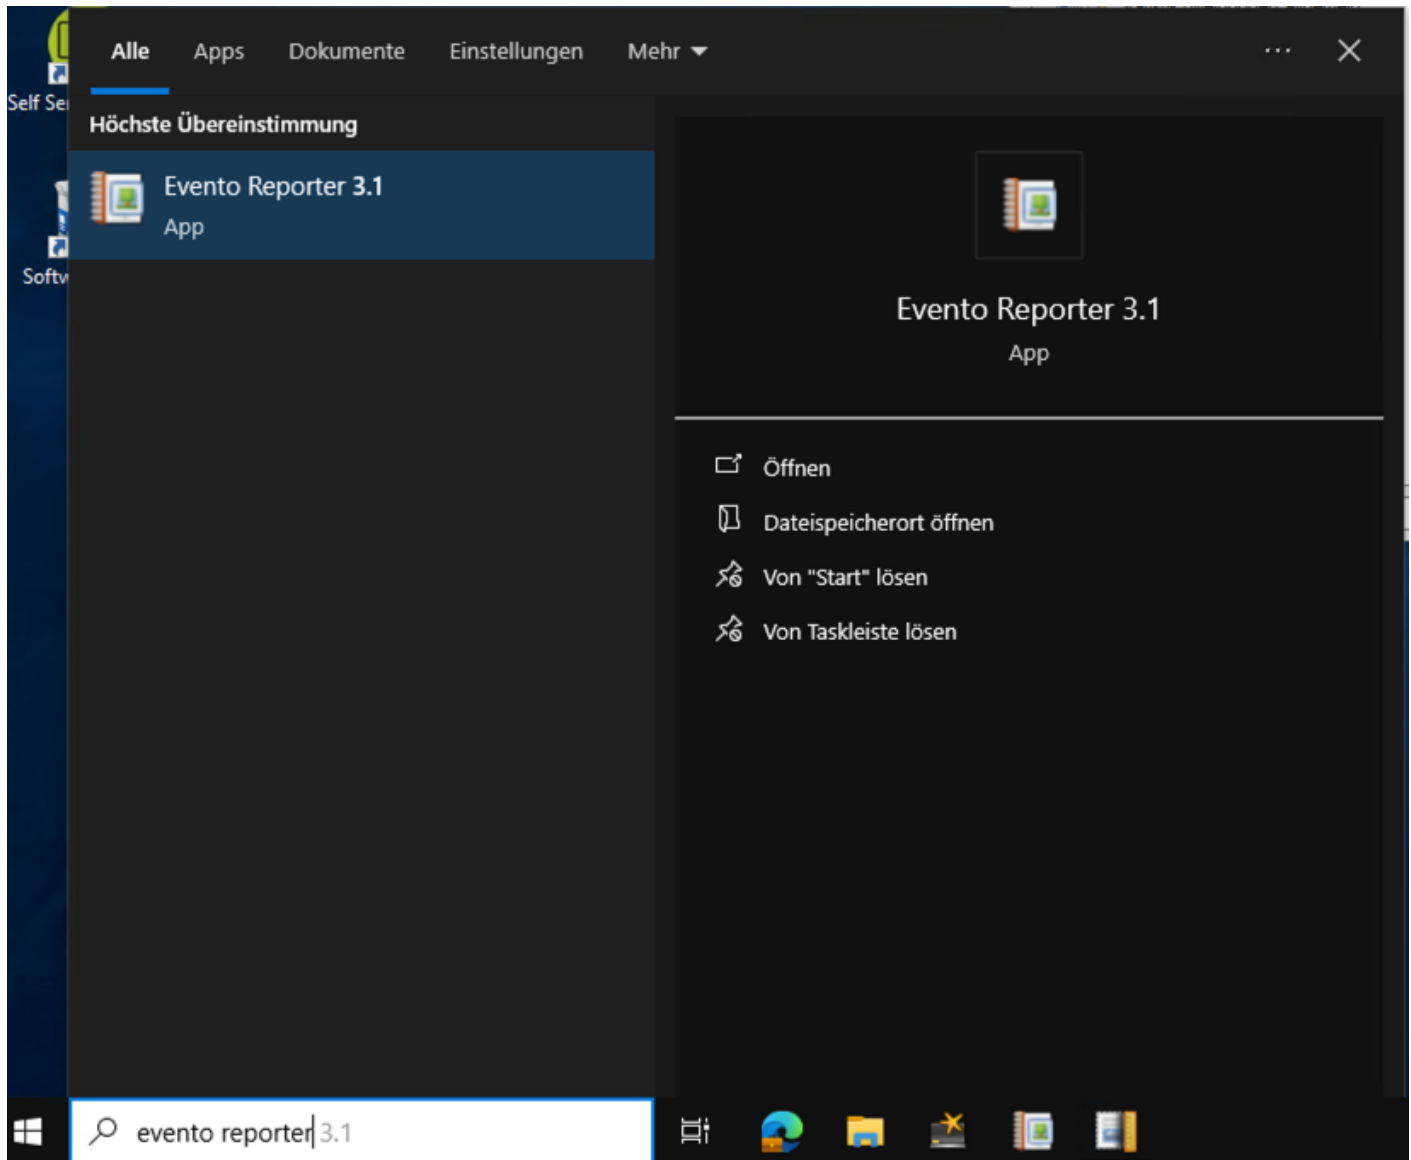 Alle Apps Dokumente Einstellungen Mehr
Self Se
Höchste Übereinstimmung
Evento Reporter 3.1
App
Softw
Evento Reporter 3.1
App
Öffnen
Dateispeicherort öffnen
Von "Start" lösen
Von Taskleiste lösen
evento reporter 3.1